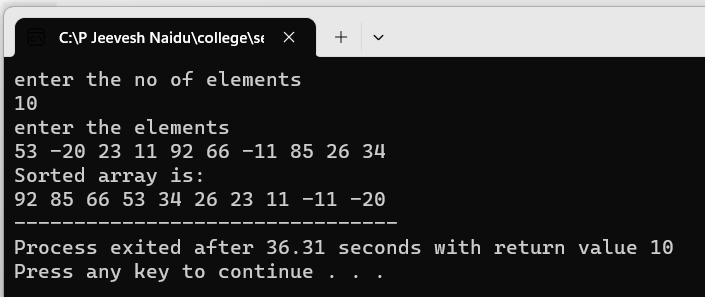 C:\P Jeevesh Naidu\college\se
enter the no of elements
10
enter the elements
53 -20 23 11 92 66 -11 85 26 34
Sorted array is:
92 85 66 53 34 26 23 11 -11 -20
--------------------------------
Process exited after 36.31 seconds with return value 10
Press any key to continue . . .